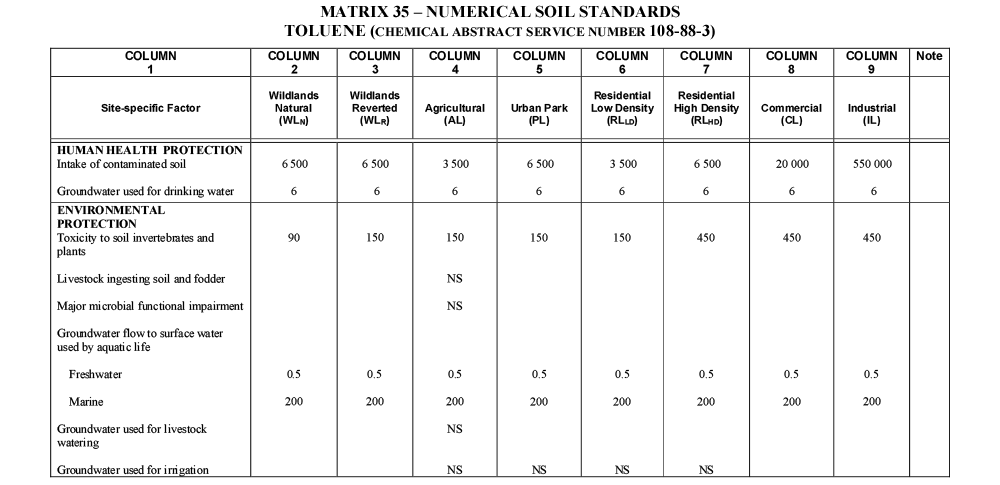 MATRIX 35 – NUMERICAL SOIL STANDARDS
TOLUENE (CHEMICAL ABSTRACT SERVICE NUMBER 108-88-3)
COLUMN 1 COLUMN 2 COLUMN 3 COLUMN 4 COLUMN 5 COLUMN 6 COLUMN 7 COLUMN 8 COLUMN 9 Note
Site-specific Factor Wildlands Natural (WLN) Wildlands Reverted (WLR) Agricultural (AL) Urban Park (PL) Residential Low Density (RLLD) Residential High Density (RLHD) Commercial (CL) Industrial (IL)
HUMAN HEALTH PROTECTION
Intake of contaminated soil 6 500 6 500 3 500 6 500 3 500 6 500 20 000 550 000
Groundwater used for drinking water 6 6 6 6 6 6 6 6
ENVIRONMENTAL
PROTECTION
Toxicity to soil invertebrates and 90 150 150 150 150 450 450 450
plants
Livestock ingesting soil and fodder NS
Major microbial functional impairment NS
Groundwater flow to surface water
used by aquatic life
Freshwater 0.5 0.5 0.5 0.5 0.5 0.5 0.5 0.5
Marine 200 200 200 200 200 200 200 200
Groundwater used for livestock NS
watering
Groundwater used for irrigation NS NS NS NS